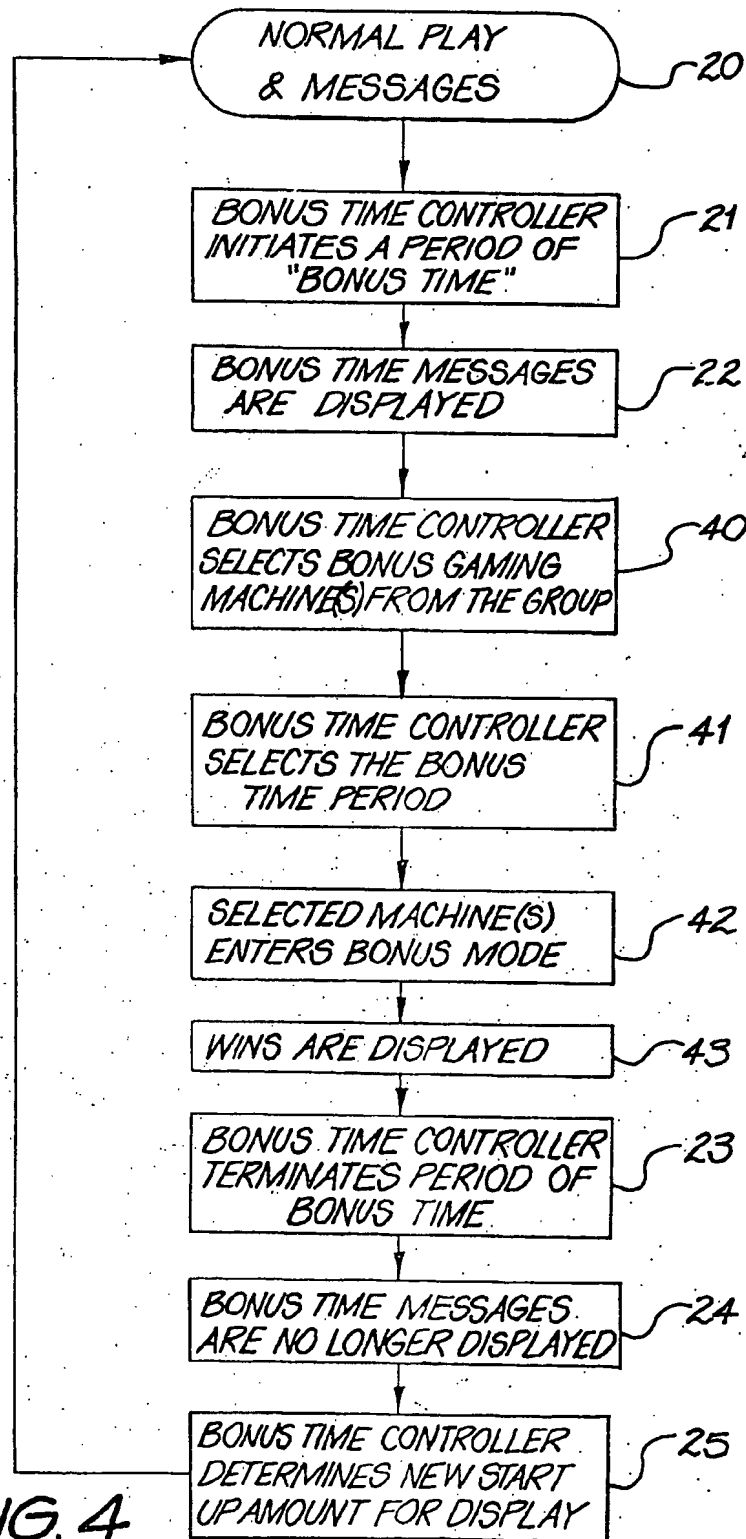 NORMAL PLAY
& MESSAGES
20
BONUS TIME CONTROLLER
INITIATES A PERIOD OF
"BONUS TIME"
21
BONUS TIME MESSAGES
ARE DISPLAYED
22
BONUS TIME CONTROLLER
SELECTS BONUS GAMING
MACHINE(S) FROM THE GROUP
40
BONUS TIME CONTROLLER
SELECTS THE BONUS
TIME PERIOD
41
SELECTED MACHINE(S)
ENTERS BONUS MODE
42
WINS ARE DISPLAYED
43
BONUS TIME CONTROLLER
TERMINATES PERIOD OF
BONUS TIME
23
BONUS TIME MESSAGES
ARE NO LONGER DISPLAYED
24
BONUS TIME CONTROLLER
DETERMINES NEW START
UP AMOUNT FOR DISPLAY
25
IG. 4